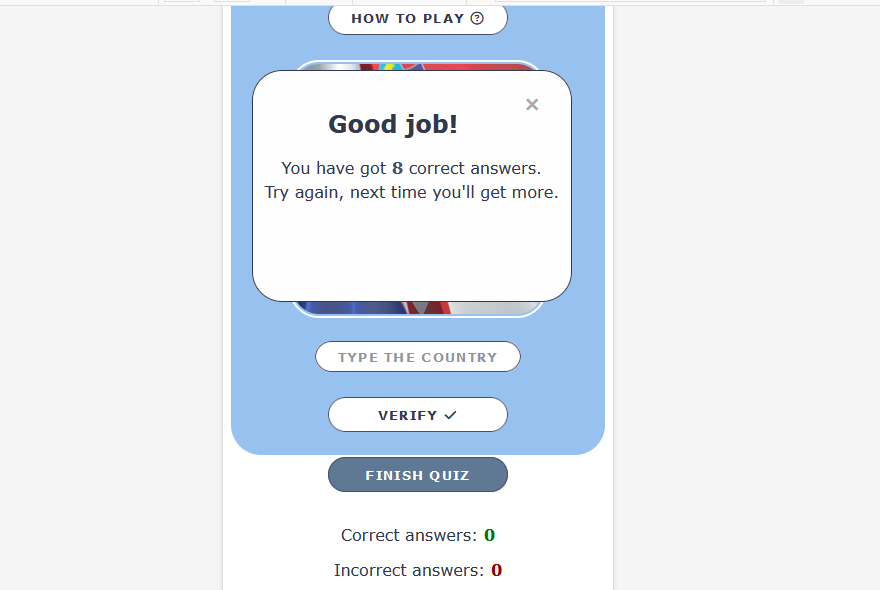 HOW TO PLAY ?
×
Good job!
You have got 8 correct answers.
Try again, next time you'll get more.
TYPE THE COUNTRY
VERIFY ✓
FINISH QUIZ
Correct answers: 0
Incorrect answers: 0